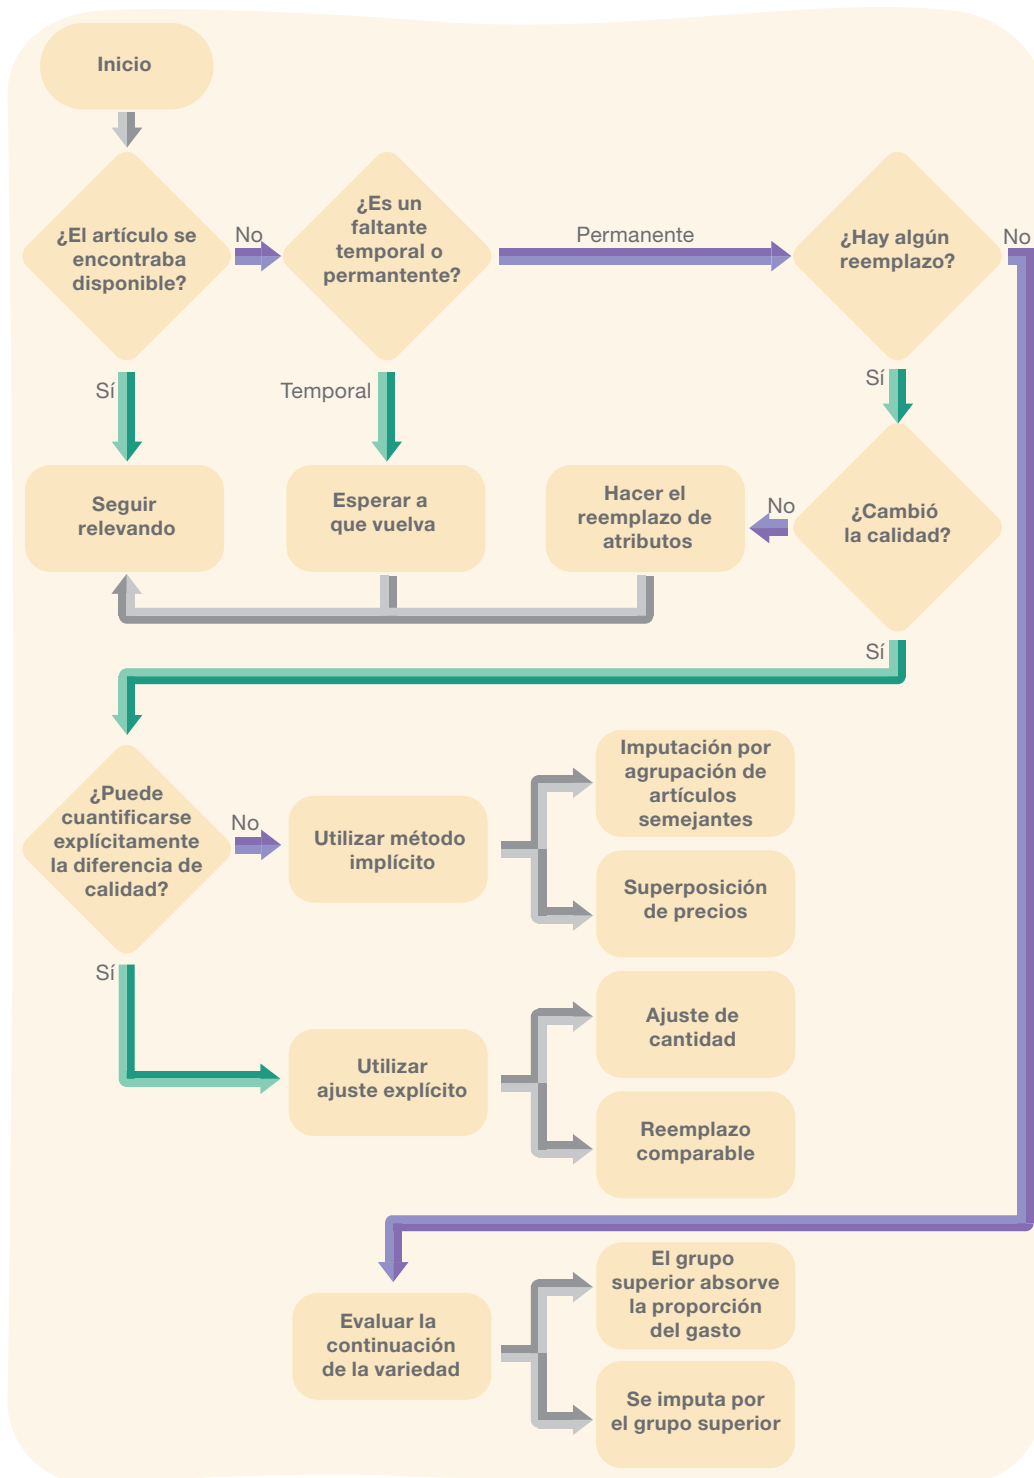 Inicio
¿El artículo se
encontraba
disponible?
No
¿Es un
faltante
temporal o
permantente?
Permanente
¿Hay algún
reemplazo?
No
Sí
Temporal
Sí
Seguir
relevando
Esperar a
que vuelva
Hacer el
reemplazo de
atributos
No
¿Cambió
la calidad?
Sí
¿Puede
cuantificarse
explícitamente
la diferencia de
calidad?
No
Utilizar método
implícito
Imputación por
agrupación de
artículos
semejantes
Superposición
de precios
Sí
Utilizar
ajuste explícito
Ajuste de
cantidad
Reemplazo
comparable
Evaluar la
continuación
de la variedad
El grupo
superior absorve
la proporción
del gasto
Se imputa por
el grupo superior